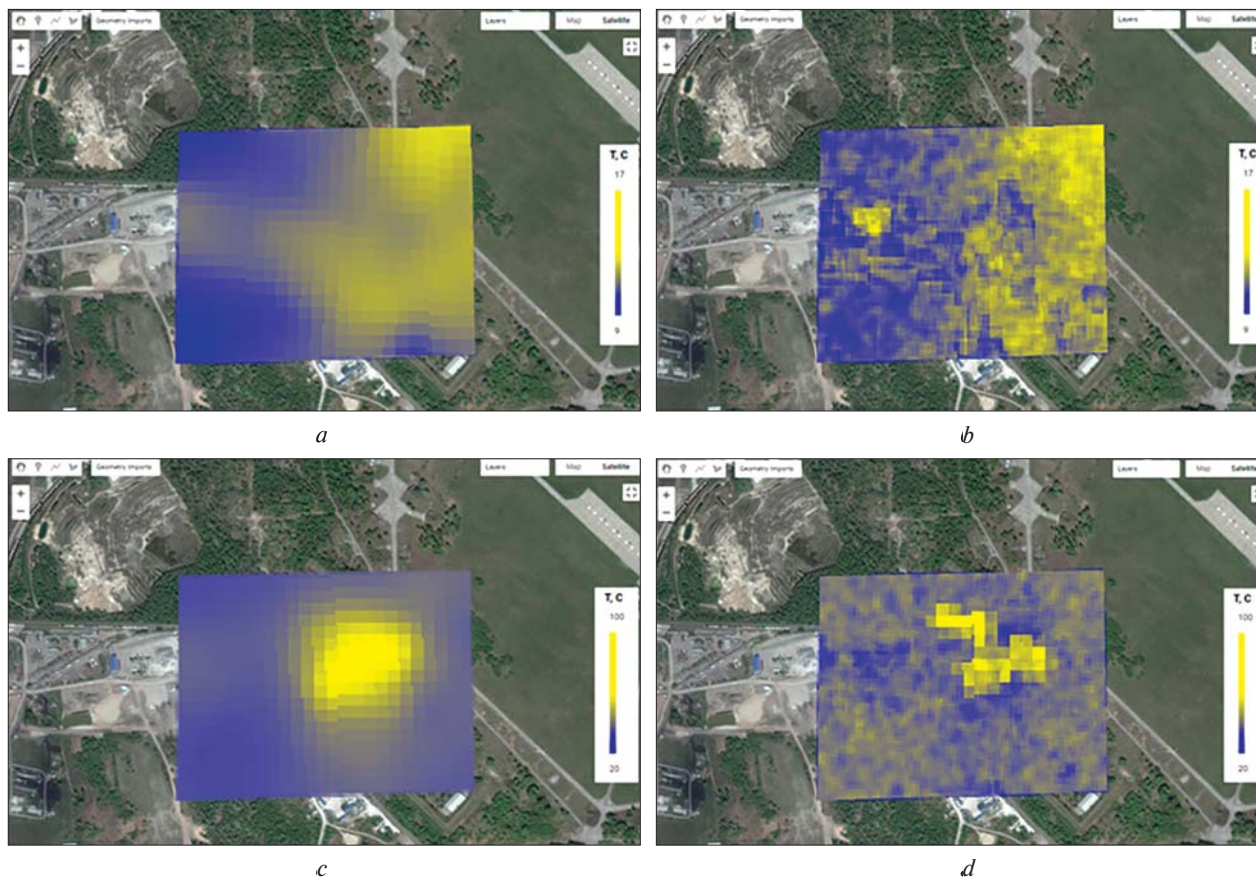 Geometry Imports
Layers
Map
Satellite
+
−
T, C
17
9
a
Geometry Imports
Layers
Map
Satellite
+
−
T, C
17
9
b
Geometry Imports
Layers
Map
Satellite
+
−
T, C
100
20
c
Geometry Imports
Layers
Map
Satellite
+
−
T, C
100
20
d